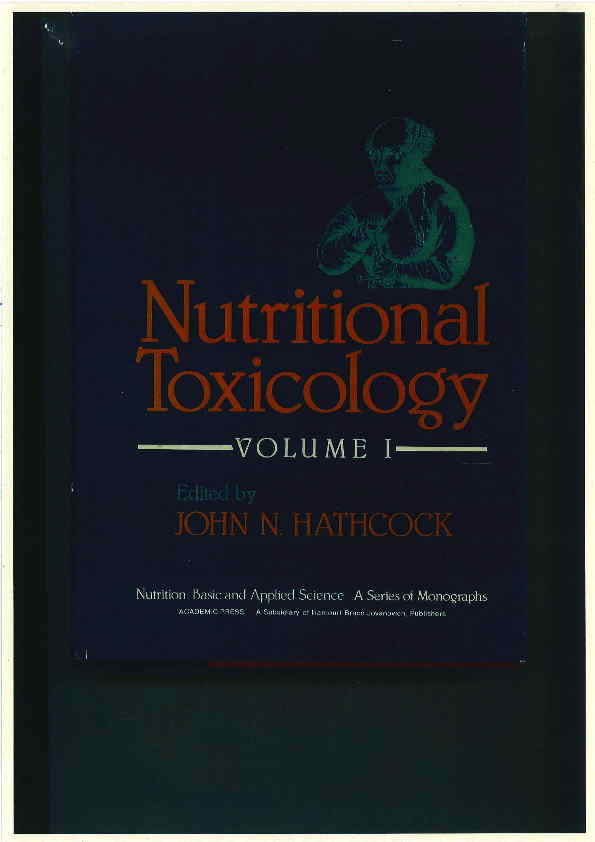 Nutritional
Toxicology
VOLUME I
Edited by
JOHN N. HATHCOCK
Nutrition: Basic and Applied Science A Series of Monographs
ACADEMIC PRESS A Subsidiary of Harcourt Brace Jovanovich, Publishers